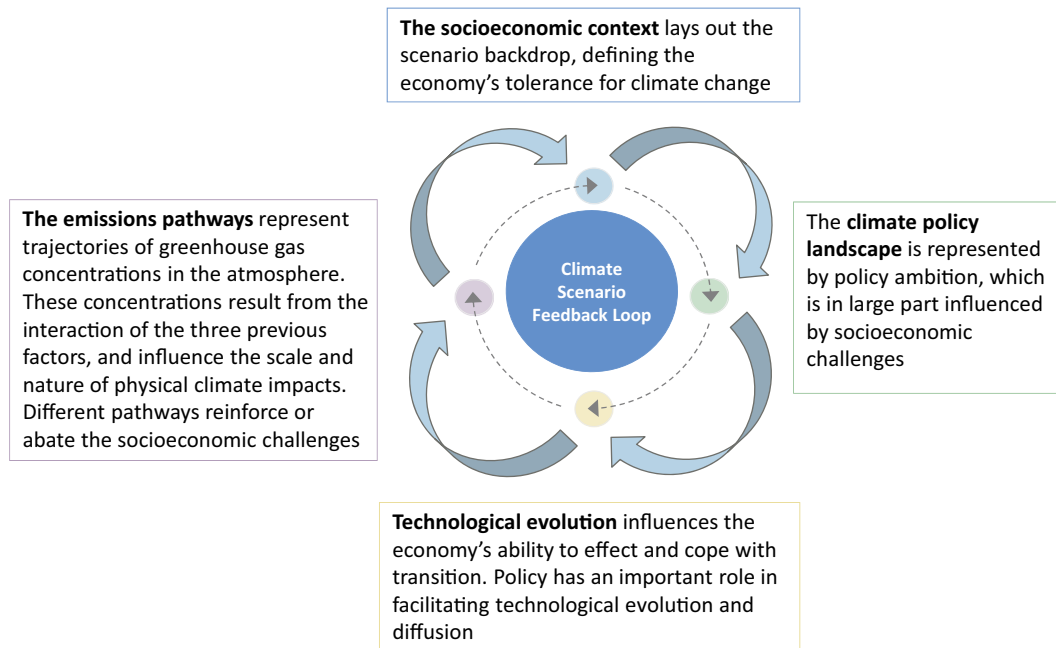 The socioeconomic context lays out the
scenario backdrop, defining the
economy's tolerance for climate change
The emissions pathways represent
trajectories of greenhouse gas
concentrations in the atmosphere.
These concentrations result from the
interaction of the three previous
factors, and influence the scale and
nature of physical climate impacts.
Different pathways reinforce or
abate the socioeconomic challenges
Climate
Scenario
Feedback Loop
The climate policy
landscape is represented
by policy ambition, which
is in large part influenced
by socioeconomic
challenges
Technological evolution influences the
economy's ability to effect and cope with
transition. Policy has an important role in
facilitating technological evolution and
diffusion